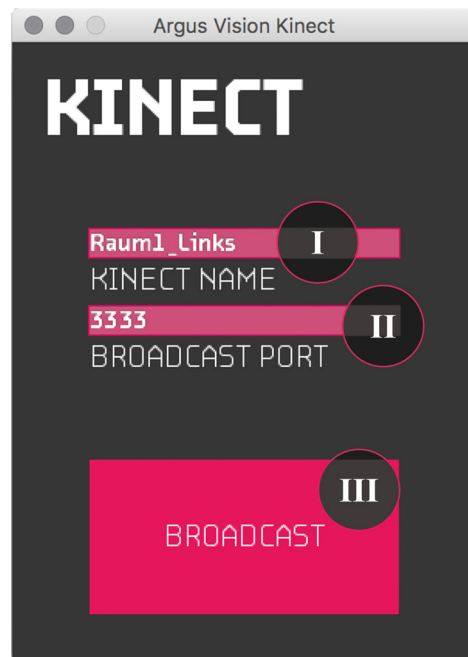 Argus Vision Kinect
KINECT
Raum1_Links
I
KINECT NAME
3333
II
BROADCAST PORT
III
BROADCAST